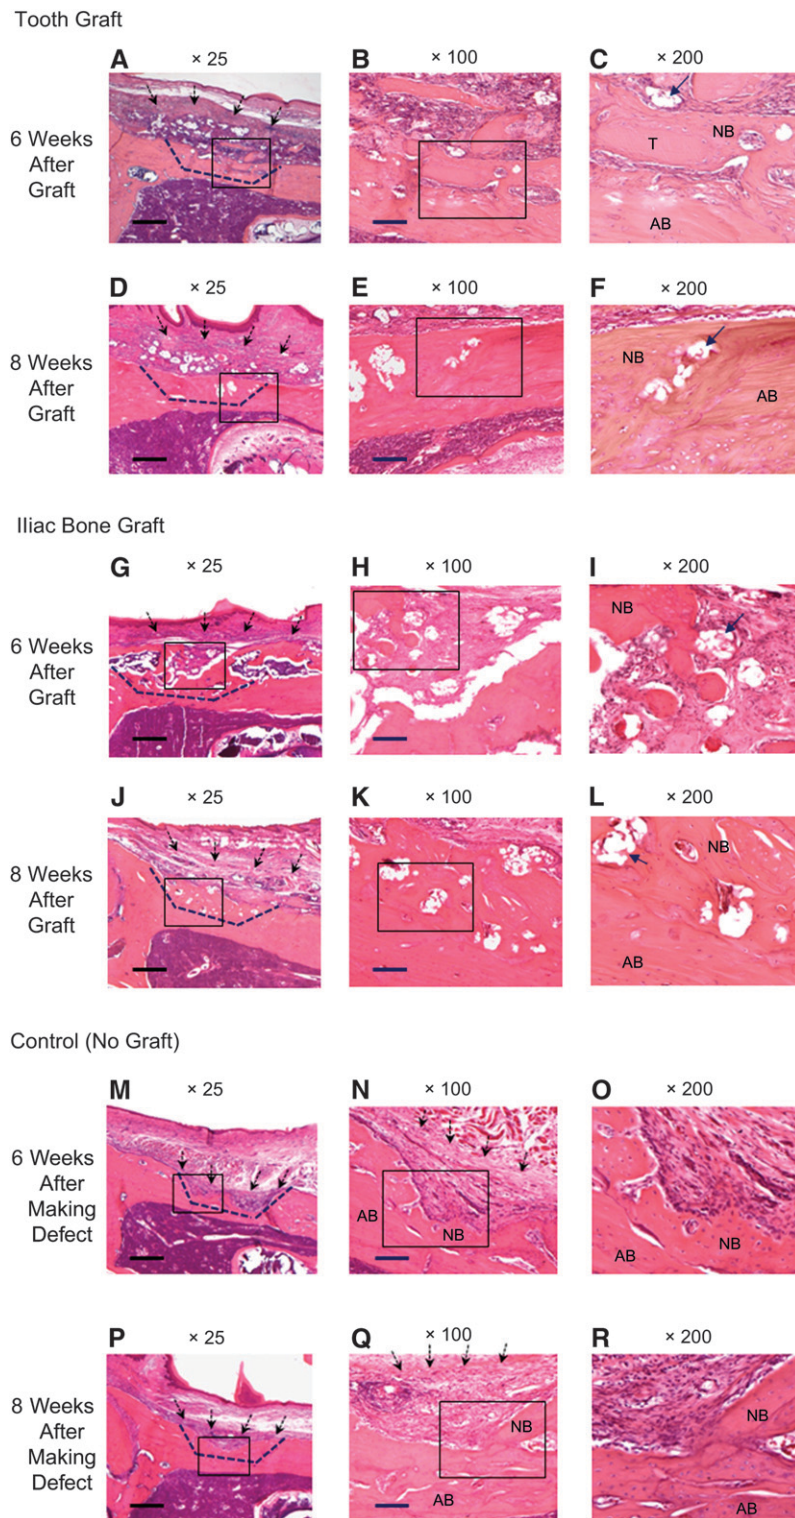 Tooth Graft
A × 25 B × 100 C × 200
6 Weeks
After
Graft
T NB
AB
D × 25 E × 100 F × 200
8 Weeks
After
Graft
NB
AB
Iliac Bone Graft
G × 25 H × 100 I × 200
6 Weeks
After
Graft
NB
J × 25 K × 100 L × 200
8 Weeks
After
Graft
NB
AB
Control (No Graft)
M × 25 N × 100 O × 200
6 Weeks
After
Making
Defect
AB NB
AB NB
P × 25 Q × 100 R × 200
8 Weeks
After
Making
Defect
NB
AB
NB
AB